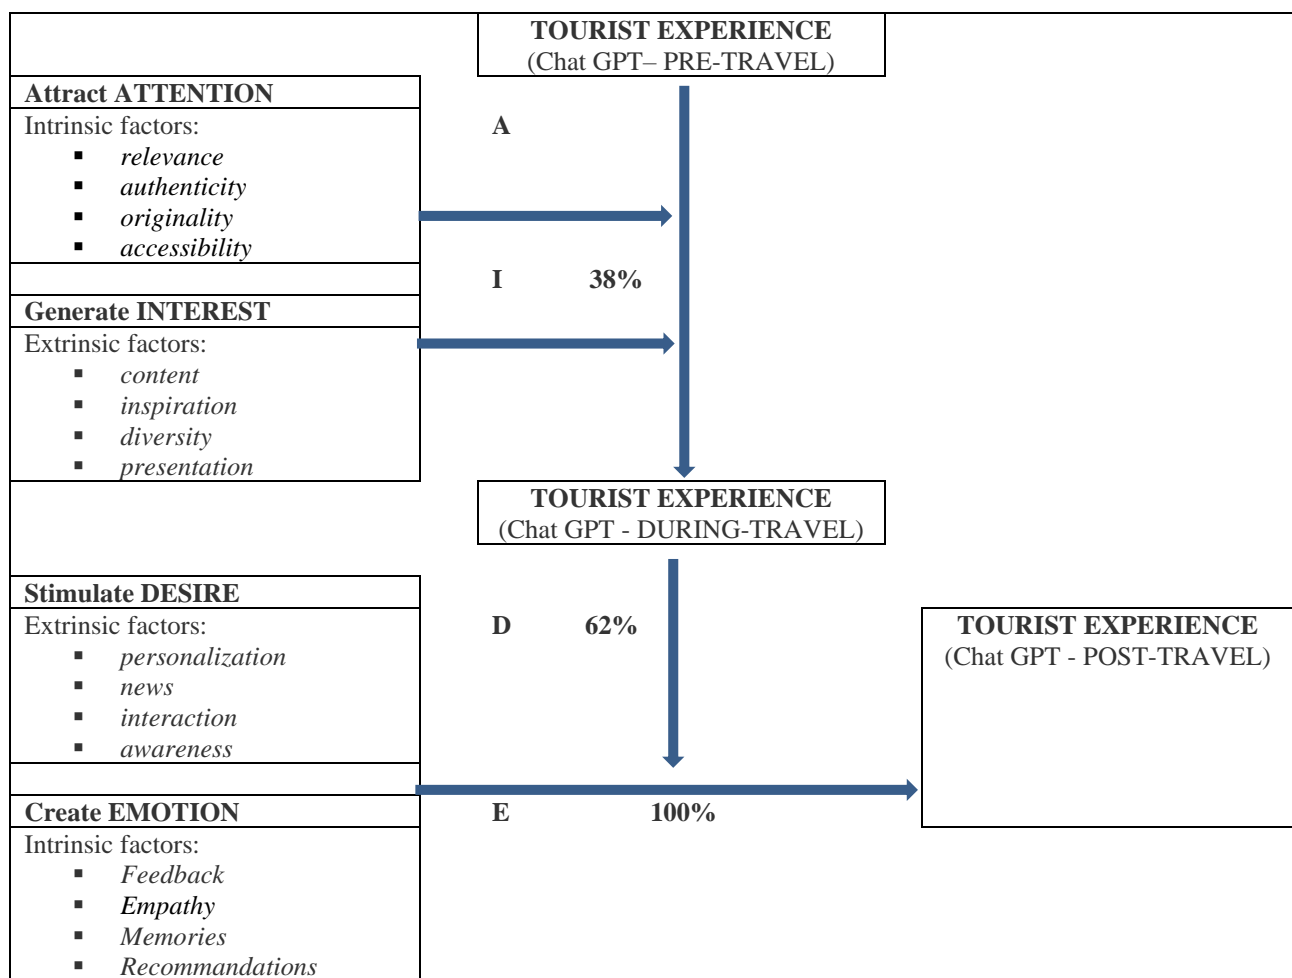 TOURIST EXPERIENCE
(Chat GPT– PRE-TRAVEL)
Attract ATTENTION
Intrinsic factors:
▪ relevance
▪ authenticity
▪ originality
▪ accessibility
A
I 38%
Generate INTEREST
Extrinsic factors:
▪ content
▪ inspiration
▪ diversity
▪ presentation
TOURIST EXPERIENCE
(Chat GPT - DURING-TRAVEL)
Stimulate DESIRE
Extrinsic factors:
▪ personalization
▪ news
▪ interaction
▪ awareness
D 62%
TOURIST EXPERIENCE
(Chat GPT - POST-TRAVEL)
Create EMOTION
E 100%
Intrinsic factors:
▪ Feedback
▪ Empathy
▪ Memories
▪ Recommandations